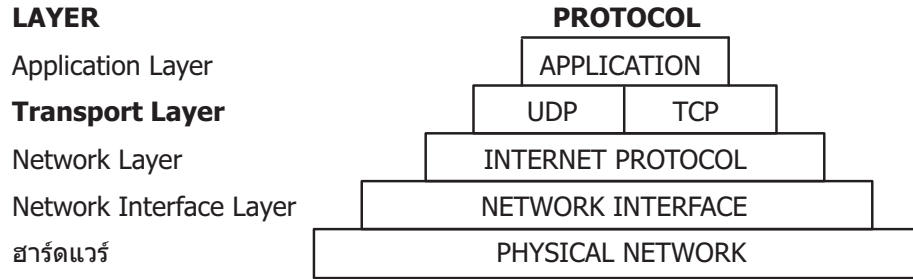 LAYER PROTOCOL
Application Layer APPLICATION
Transport Layer UDP TCP
Network Layer INTERNET PROTOCOL
Network Interface Layer NETWORK INTERFACE
ฮาร์ดแวร์ PHYSICAL NETWORK